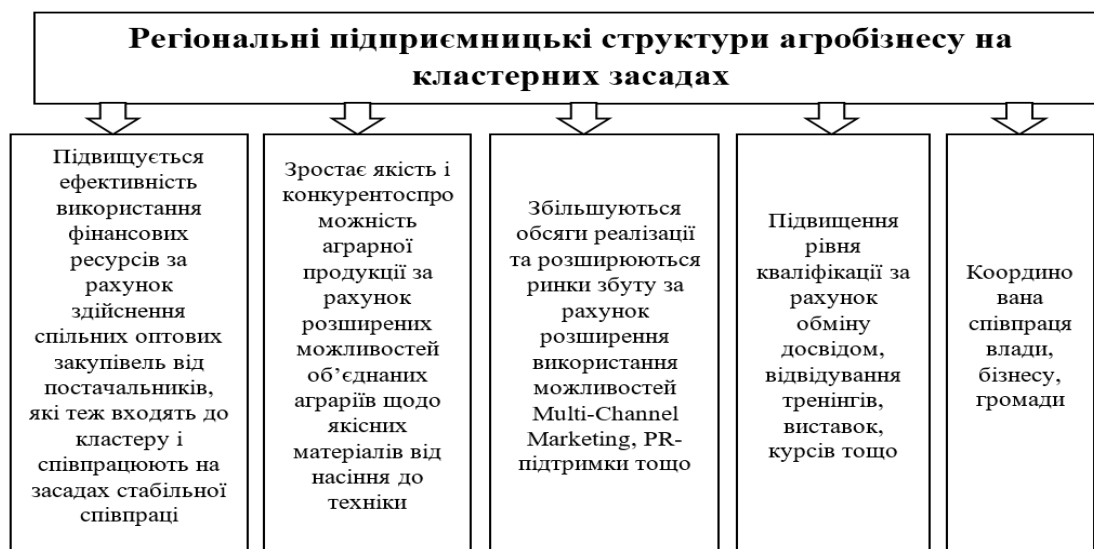 Регіональні підприємницькі структури агробізнесу на
кластерних засадах
Підвищується
ефективність
використання
фінансових
ресурсів за
рахунок
здійснення
спільних оптових
закупівель від
постачальників,
які теж входять до
кластеру і
співпрацюють на
засадах стабільної
співпраці
Зростає якість і
конкурентоспро
можність
аграрної
продукції за
рахунок
розширених
можливостей
об’єднаних
аграріїв щодо
якісних
матеріалів від
насіння до
техніки
Збільшуються
обсяги реалізації
та розширюються
ринки збуту за
рахунок
розширення
використання
можливостей
Multi-Channel
Marketing, PR-
підтримки тощо
Підвищення
рівня
кваліфікації за
рахунок
обміну
досвідом,
відвідування
тренінгів,
виставок,
курсів тощо
Координо
вана
співпраця
влади,
бізнесу,
громади